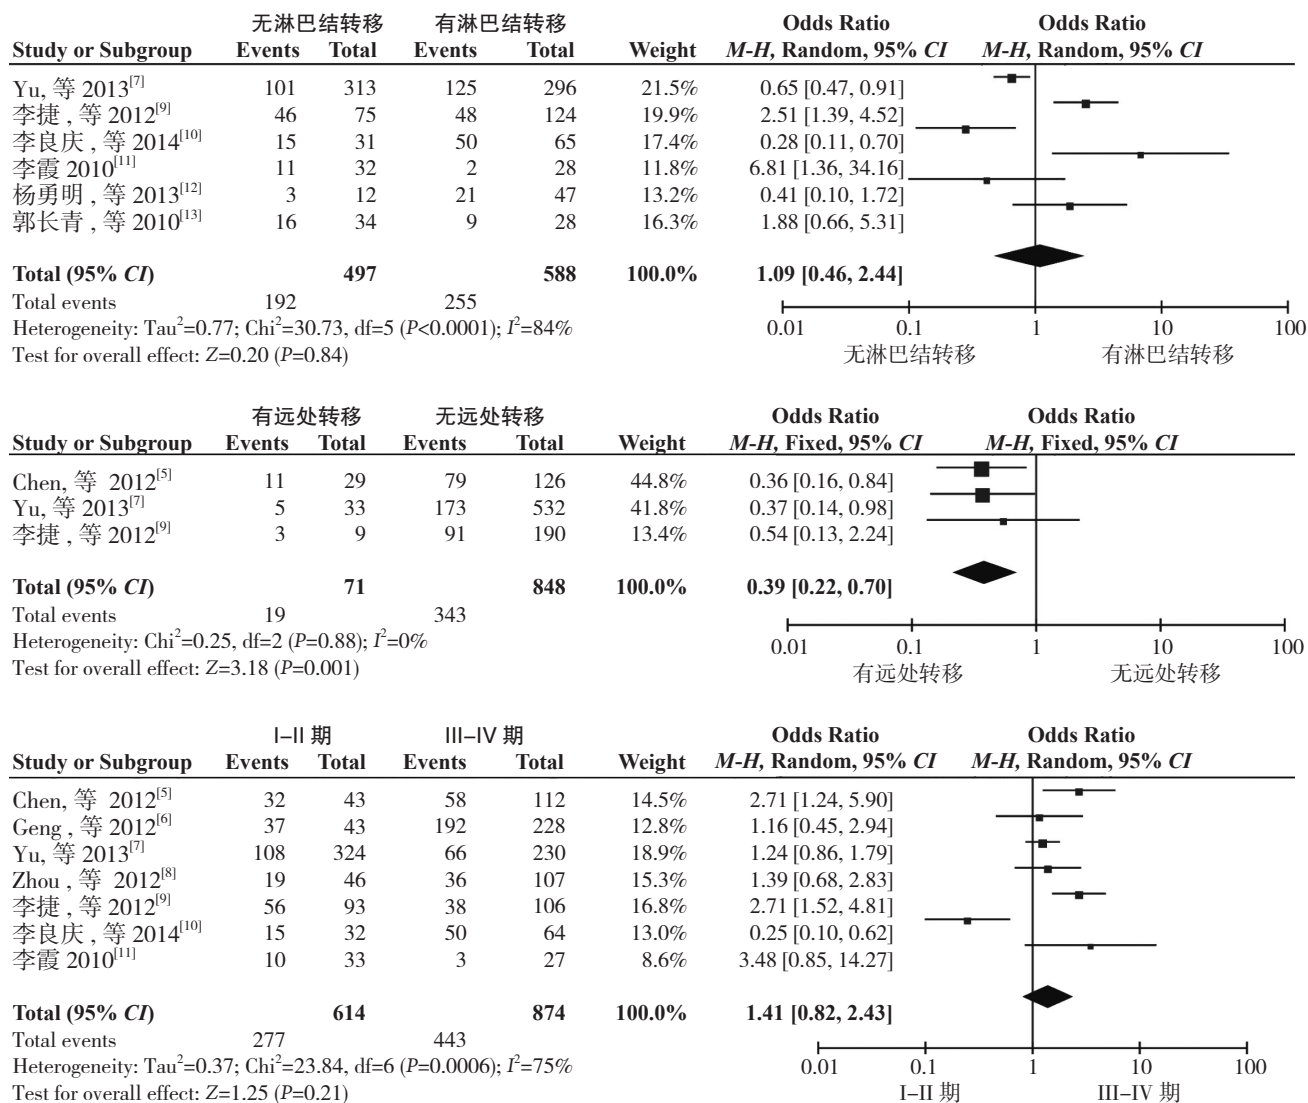 无淋巴结转移 有淋巴结转移 Odds Ratio Odds Ratio
Study or Subgroup Events Total Events Total Weight M-H, Random, 95% CI M-H, Random, 95% CI
Yu, 等 2013[7] 101 313 125 296 21.5% 0.65 [0.47, 0.91]
李捷 , 等 2012[9] 46 75 48 124 19.9% 2.51 [1.39, 4.52]
李良庆 , 等 2014[10] 15 31 50 65 17.4% 0.28 [0.11, 0.70]
李霞 2010[11] 11 32 2 28 11.8% 6.81 [1.36, 34.16]
杨勇明 , 等 2013[12] 3 12 21 47 13.2% 0.41 [0.10, 1.72]
郭长青 , 等 2010[13] 16 34 9 28 16.3% 1.88 [0.66, 5.31]
Total (95% CI) 497 588 100.0% 1.09 [0.46, 2.44]
Total events 192 255
Heterogeneity: Tau²=0.77; Chi²=30.73, df=5 (P<0.0001); I²=84%
Test for overall effect: Z=0.20 (P=0.84)
0.01 0.1 1 10 100
无淋巴结转移 有淋巴结转移
有远处转移 无远处转移 Odds Ratio Odds Ratio
Study or Subgroup Events Total Events Total Weight M-H, Fixed, 95% CI M-H, Fixed, 95% CI
Chen, 等 2012[5] 11 29 79 126 44.8% 0.36 [0.16, 0.84]
Yu, 等 2013[7] 5 33 173 532 41.8% 0.37 [0.14, 0.98]
李捷 , 等 2012[9] 3 9 91 190 13.4% 0.54 [0.13, 2.24]
Total (95% CI) 71 848 100.0% 0.39 [0.22, 0.70]
Total events 19 343
Heterogeneity: Chi²=0.25, df=2 (P=0.88); I²=0%
Test for overall effect: Z=3.18 (P=0.001)
0.01 0.1 1 10 100
有远处转移 无远处转移
I–II 期 III–IV 期 Odds Ratio Odds Ratio
Study or Subgroup Events Total Events Total Weight M-H, Random, 95% CI M-H, Random, 95% CI
Chen, 等 2012[5] 32 43 58 112 14.5% 2.71 [1.24, 5.90]
Geng , 等 2012[6] 37 43 192 228 12.8% 1.16 [0.45, 2.94]
Yu, 等 2013[7] 108 324 66 230 18.9% 1.24 [0.86, 1.79]
Zhou , 等 2012[8] 19 46 36 107 15.3% 1.39 [0.68, 2.83]
李捷 , 等 2012[9] 56 93 38 106 16.8% 2.71 [1.52, 4.81]
李良庆 , 等 2014[10] 15 32 50 64 13.0% 0.25 [0.10, 0.62]
李霞 2010[11] 10 33 3 27 8.6% 3.48 [0.85, 14.27]
Total (95% CI) 614 874 100.0% 1.41 [0.82, 2.43]
Total events 277 443
Heterogeneity: Tau²=0.37; Chi²=23.84, df=6 (P=0.0006); I²=75%
Test for overall effect: Z=1.25 (P=0.21)
0.01 0.1 1 10 100
I–II 期 III–IV 期